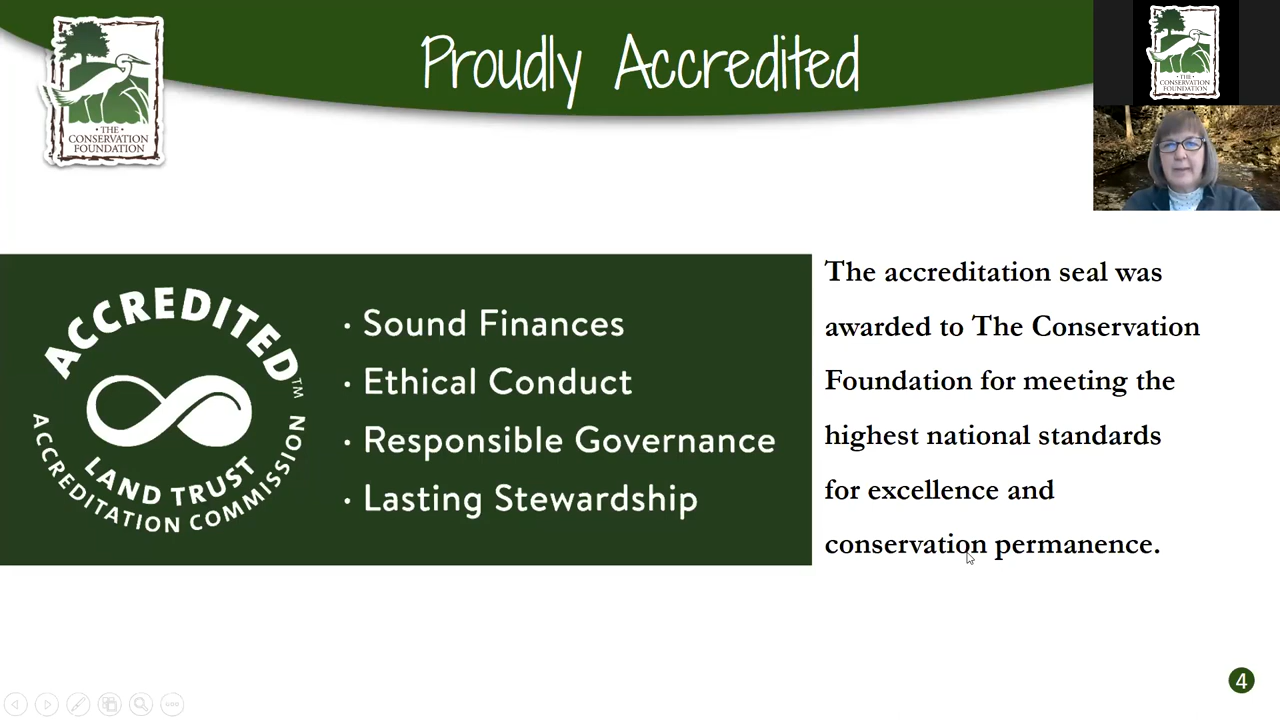 Proudly Accredited
· THE ·
CONSERVATION
FOUNDATION
THE
CONSERVATION
FOUNDATION
ACCREDITED™
LAND TRUST
ACCREDITATION COMMISSION
· Sound Finances
· Ethical Conduct
· Responsible Governance
· Lasting Stewardship
The accreditation seal was
awarded to The Conservation
Foundation for meeting the
highest national standards
for excellence and
conservation permanence.
4